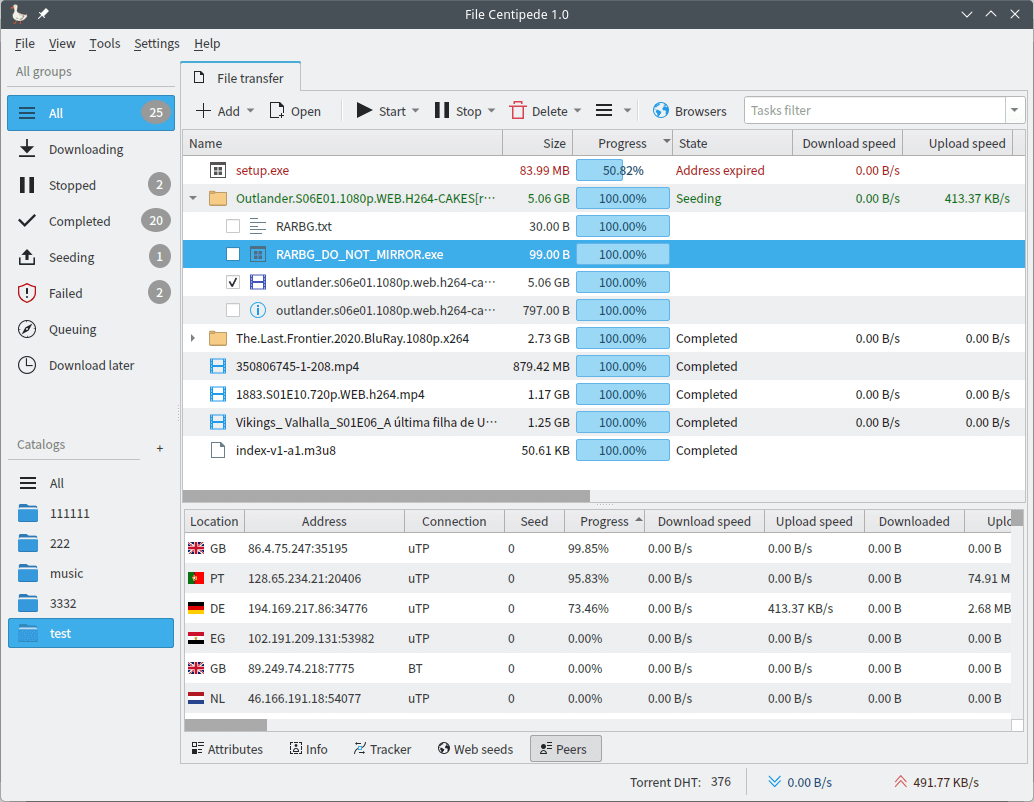 File Centipede 1.0
File View Tools Settings Help
All groups
All 25
Downloading
Stopped 2
Completed 20
Seeding 1
Failed 2
Queuing
Download later
Catalogs +
All
111111
222
music
3332
test
File transfer
Add Open Start Stop Delete Browsers Tasks filter
Name Size Progress State Download speed Upload speed
setup.exe 83.99 MB 50.82% Address expired 0.00 B/s
Outlander.S06E01.1080p.WEB.H264-CAKES[r··· 5.06 GB 100.00% Seeding 0.00 B/s 413.37 KB/s
RARBG.txt 30.00 B 100.00%
RARBG_DO_NOT_MIRROR.exe 99.00 B 100.00%
outlander.s06e01.1080p.web.h264-ca··· 5.06 GB 100.00%
outlander.s06e01.1080p.web.h264-ca··· 797.00 B 100.00%
The.Last.Frontier.2020.BluRay.1080p.x264 2.73 GB 100.00% Completed 0.00 B/s 0.00 B/s
350806745-1-208.mp4 879.42 MB 100.00% Completed
1883.S01E10.720p.WEB.h264.mp4 1.17 GB 100.00% Completed 0.00 B/s 0.00 B/s
Vikings_ Valhalla_S01E06_A última filha de U··· 1.25 GB 100.00% Completed 0.00 B/s 0.00 B/s
index-v1-a1.m3u8 50.61 KB 100.00% Completed
Location Address Connection Seed Progress Download speed Upload speed Downloaded Uplo
GB 86.4.75.247:35195 uTP 0 99.85% 0.00 B/s 0.00 B/s 0.00 B 0.00 B
PT 128.65.234.21:20406 uTP 0 95.83% 0.00 B/s 0.00 B/s 0.00 B 74.91 M
DE 194.169.217.86:34776 uTP 0 73.46% 0.00 B/s 413.37 KB/s 0.00 B 2.68 MB
EG 102.191.209.131:53982 uTP 0 0.00% 0.00 B/s 0.00 B/s 0.00 B 0.00 B
GB 89.249.74.218:7775 BT 0 0.00% 0.00 B/s 0.00 B/s 0.00 B 0.00 B
NL 46.166.191.18:54077 uTP 0 0.00% 0.00 B/s 0.00 B/s 0.00 B 0.00 B
Attributes Info Tracker Web seeds Peers
Torrent DHT: 376 0.00 B/s 491.77 KB/s